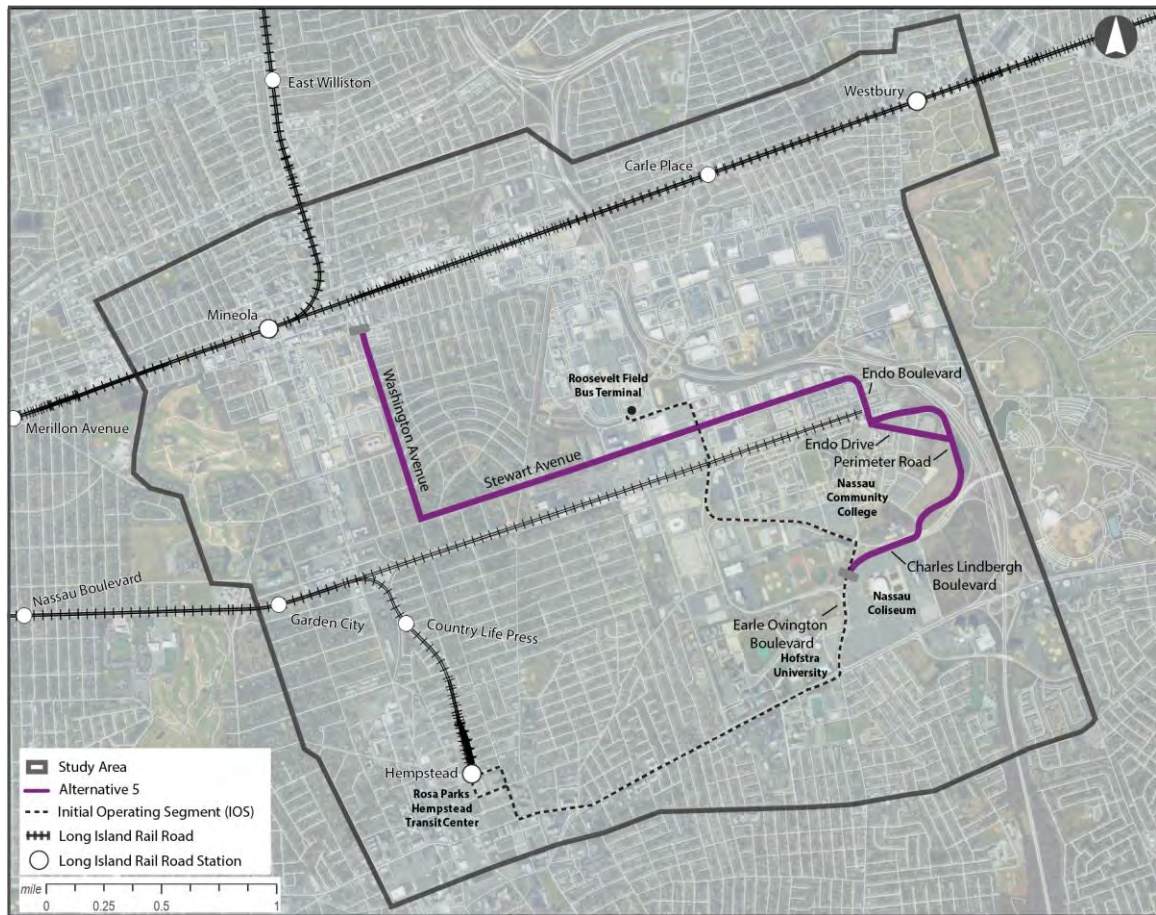 East Williston
Westbury
Carle Place
Mineola
Merillon Avenue
Washington Avenue
Roosevelt Field
Bus Terminal
Endo Boulevard
Stewart Avenue
Endo Drive
Perimeter Road
Nassau
Community
College
Charles Lindbergh
Boulevard
Nassau
Coliseum
Nassau Boulevard
Garden City
Country Life Press
Earle Ovington
Boulevard
Hofstra
University
Hempstead
Rosa Parks
Hempstead
Transit Center
Study Area
Alternative 5
Initial Operating Segment (IOS)
Long Island Rail Road
Long Island Rail Road Station
mile
0 0.25 0.5 1